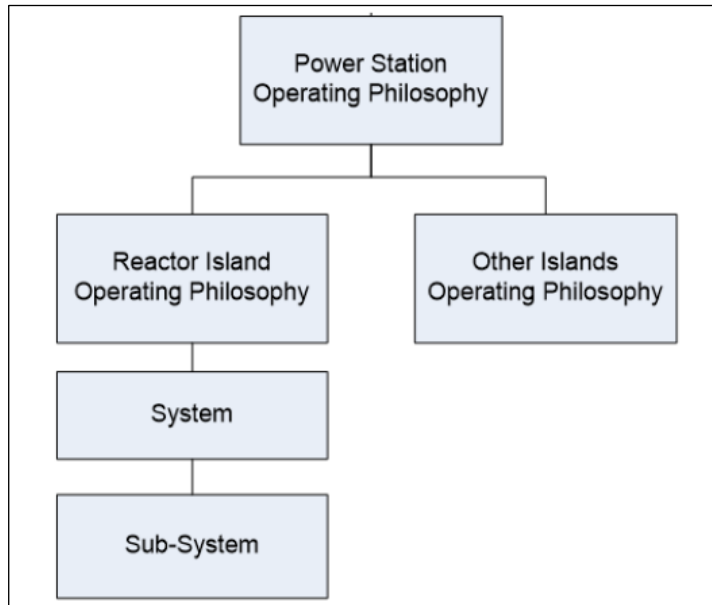 Power Station
Operating Philosophy
Reactor Island
Operating Philosophy
Other Islands
Operating Philosophy
System
Sub-System